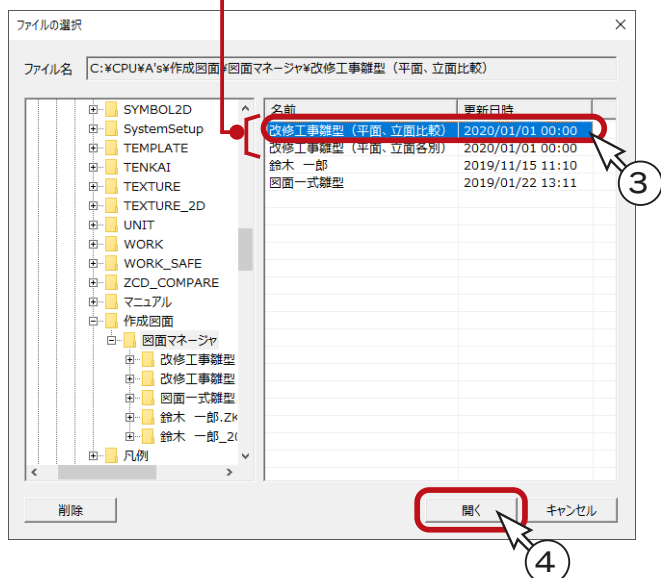 ファイルの選択
ファイル名 C:¥CPU¥A's¥作成図面¥図面マネージャ¥改修工事雛型（平面、立面比較）
SYMBOL2D
SystemSetup
TEMPLATE
TENKAI
TEXTURE
TEXTURE_2D
UNIT
WORK
WORK_SAFE
ZCD_COMPARE
マニュアル
作成図面
図面マネージャ
改修工事雛型
改修工事雛型
図面一式雛型
鈴木 一郎.ZK
鈴木 一郎_20
凡例
名前 更新日時
改修工事雛型（平面、立面比較） 2020/01/01 00:00
改修工事雛型（平面、立面各別） 2020/01/01 00:00
鈴木 一郎 2019/11/15 11:10
図面一式雛型 2019/01/22 13:11
③
削除 開く キャンセル
④